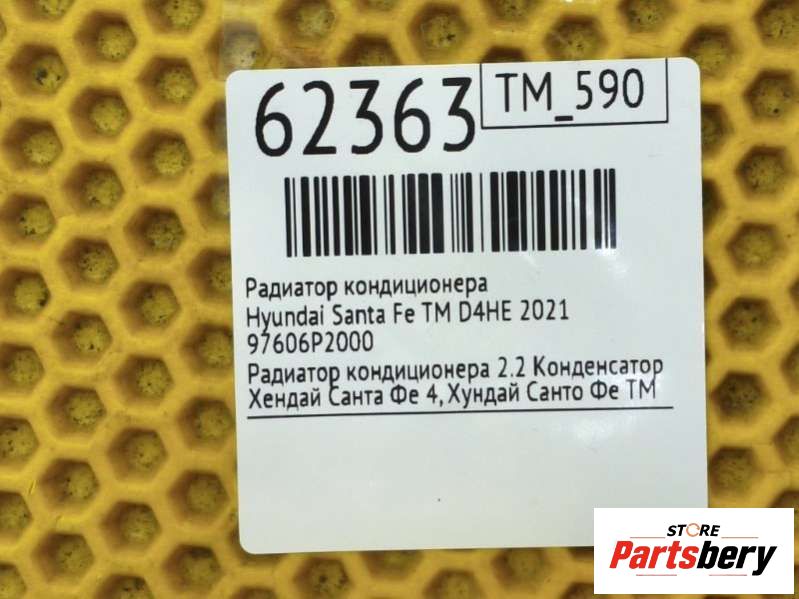 62363
TM_590
Радиатор кондиционера
Hyundai Santa Fe TM D4HE 2021
97606P2000
Радиатор кондиционера 2.2 Конденсатор
Хендай Санта Фе 4, Хундай Санто Фе ТМ
STORE
Partsbery